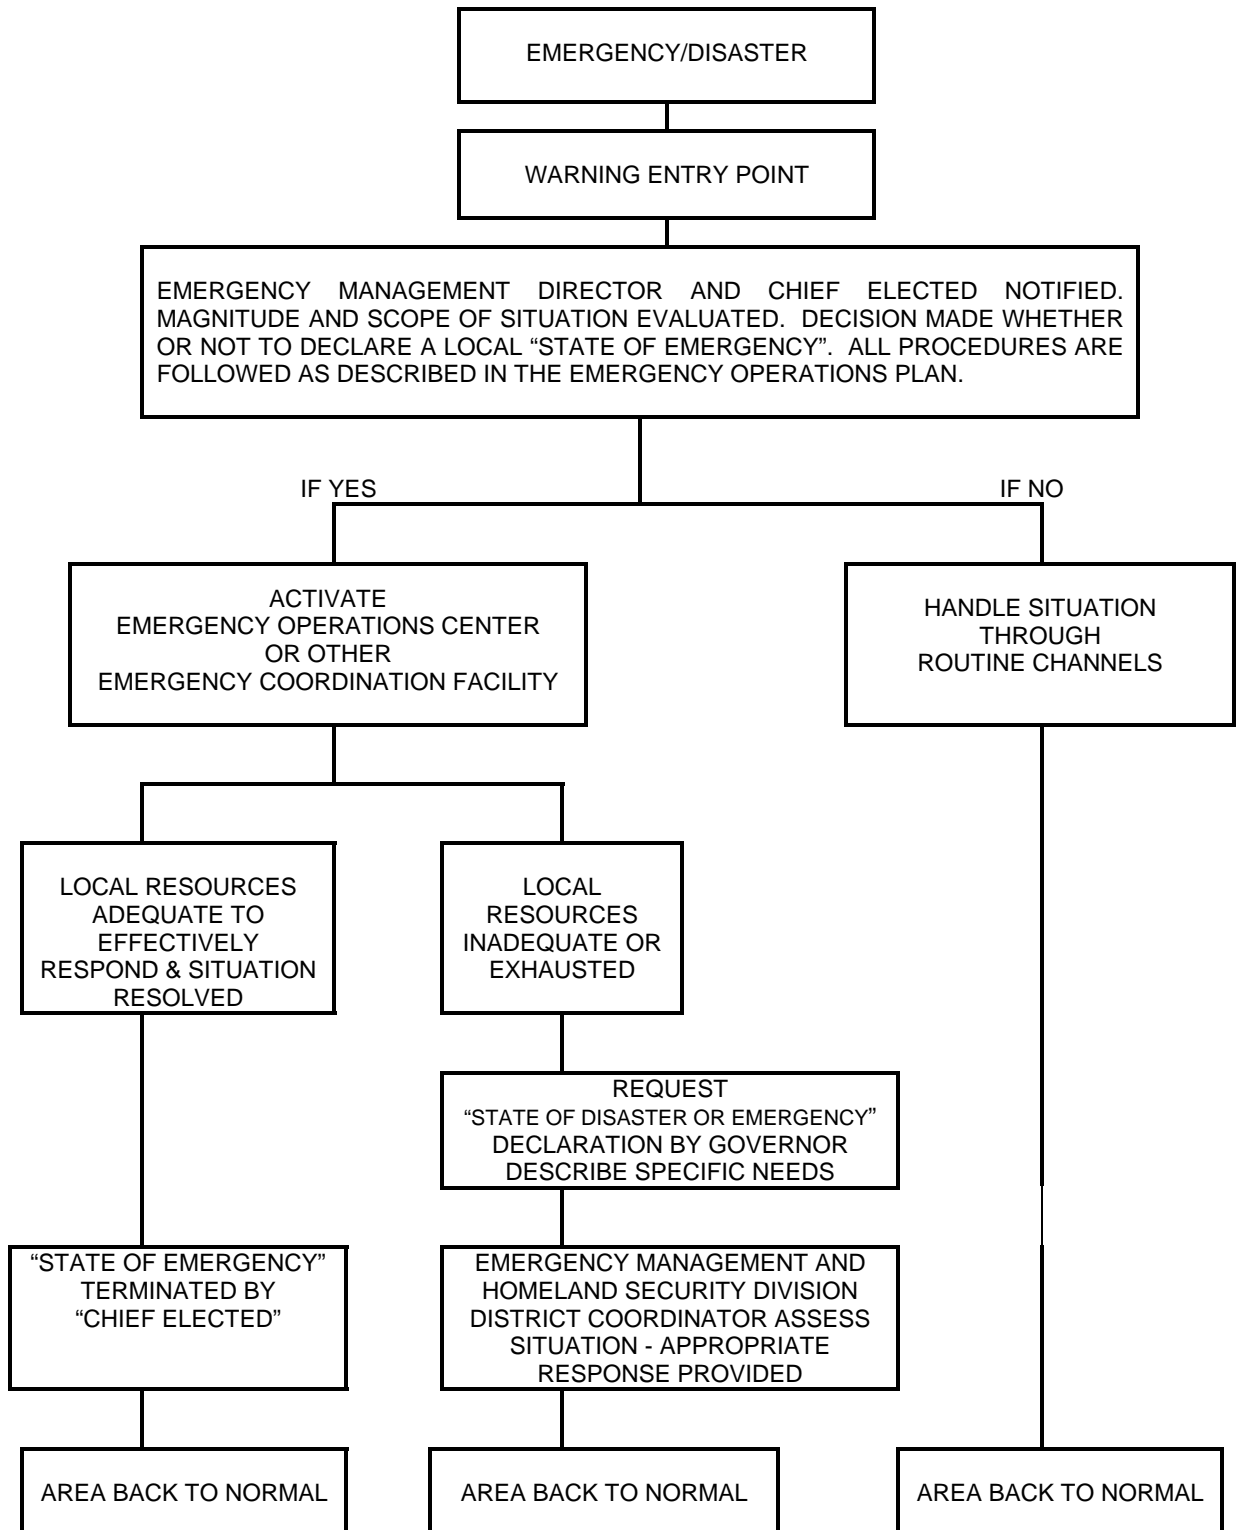 EMERGENCY/DISASTER
WARNING ENTRY POINT
EMERGENCY MANAGEMENT DIRECTOR AND CHIEF ELECTED NOTIFIED.
MAGNITUDE AND SCOPE OF SITUATION EVALUATED. DECISION MADE WHETHER
OR NOT TO DECLARE A LOCAL “STATE OF EMERGENCY”. ALL PROCEDURES ARE
FOLLOWED AS DESCRIBED IN THE EMERGENCY OPERATIONS PLAN.
IF YES
IF NO
ACTIVATE
EMERGENCY OPERATIONS CENTER
OR OTHER
EMERGENCY COORDINATION FACILITY
HANDLE SITUATION
THROUGH
ROUTINE CHANNELS
LOCAL RESOURCES
ADEQUATE TO
EFFECTIVELY
RESPOND & SITUATION
RESOLVED
LOCAL
RESOURCES
INADEQUATE OR
EXHAUSTED
REQUEST
“STATE OF DISASTER OR EMERGENCY”
DECLARATION BY GOVERNOR
DESCRIBE SPECIFIC NEEDS
“STATE OF EMERGENCY”
TERMINATED BY
“CHIEF ELECTED”
EMERGENCY MANAGEMENT AND
HOMELAND SECURITY DIVISION
DISTRICT COORDINATOR ASSESS
SITUATION - APPROPRIATE
RESPONSE PROVIDED
AREA BACK TO NORMAL
AREA BACK TO NORMAL
AREA BACK TO NORMAL